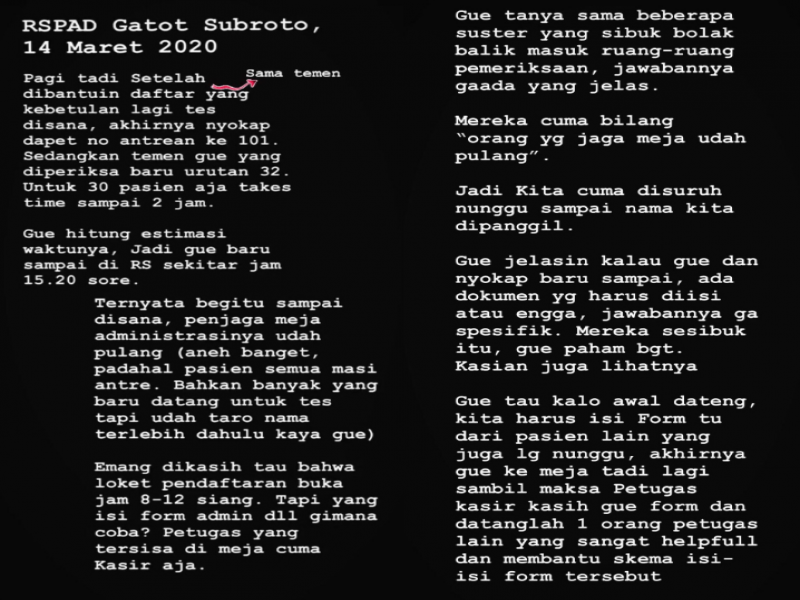 RSPAD Gatot Subroto,
14 Maret 2020
Pagi tadi Setelah
Sama temen
dibantuin daftar yang
kebetulan lagi tes
disana, akhirnya nyokap
dapet no antrean ke 101.
Sedangkan temen gue yang
diperiksa baru urutan 32.
Untuk 30 pasien aja takes
time sampai 2 jam.
Gue hitung estimasi
waktunya, Jadi gue baru
sampai di RS sekitar jam
15.20 sore.
Ternyata begitu sampai
disana, penjaga meja
administrasinya udah
pulang (aneh banget,
padahal pasien semua masi
antre. Bahkan banyak yang
baru datang untuk tes
tapi udah taro nama
terlebih dahulu kaya gue)
Emang dikasih tau bahwa
loket pendaftaran buka
jam 8-12 siang. Tapi yang
isi form admin dll gimana
coba? Petugas yang
tersisa di meja cuma
Kasir aja.
Gue tanya sama beberapa
suster yang sibuk bolak
balik masuk ruang-ruang
pemeriksaan, jawabannya
gaada yang jelas.
Mereka cuma bilang
“orang yg jaga meja udah
pulang”.
Jadi Kita cuma disuruh
nunggu sampai nama kita
dipanggil.
Gue jelasin kalau gue dan
nyokap baru sampai, ada
dokumen yg harus diisi
atau engga, jawabannya ga
spesifik. Mereka sesibuk
itu, gue paham bgt.
Kasian juga lihatnya
Gue tau kalo awal dateng,
kita harus isi Form tu
dari pasien lain yang
juga lg nunggu, akhirnya
gue ke meja tadi lagi
sambil maksa Petugas
kasir kasih gue form dan
datanglah 1 orang petugas
lain yang sangat helpfull
dan membantu skema isi-
isi form tersebut